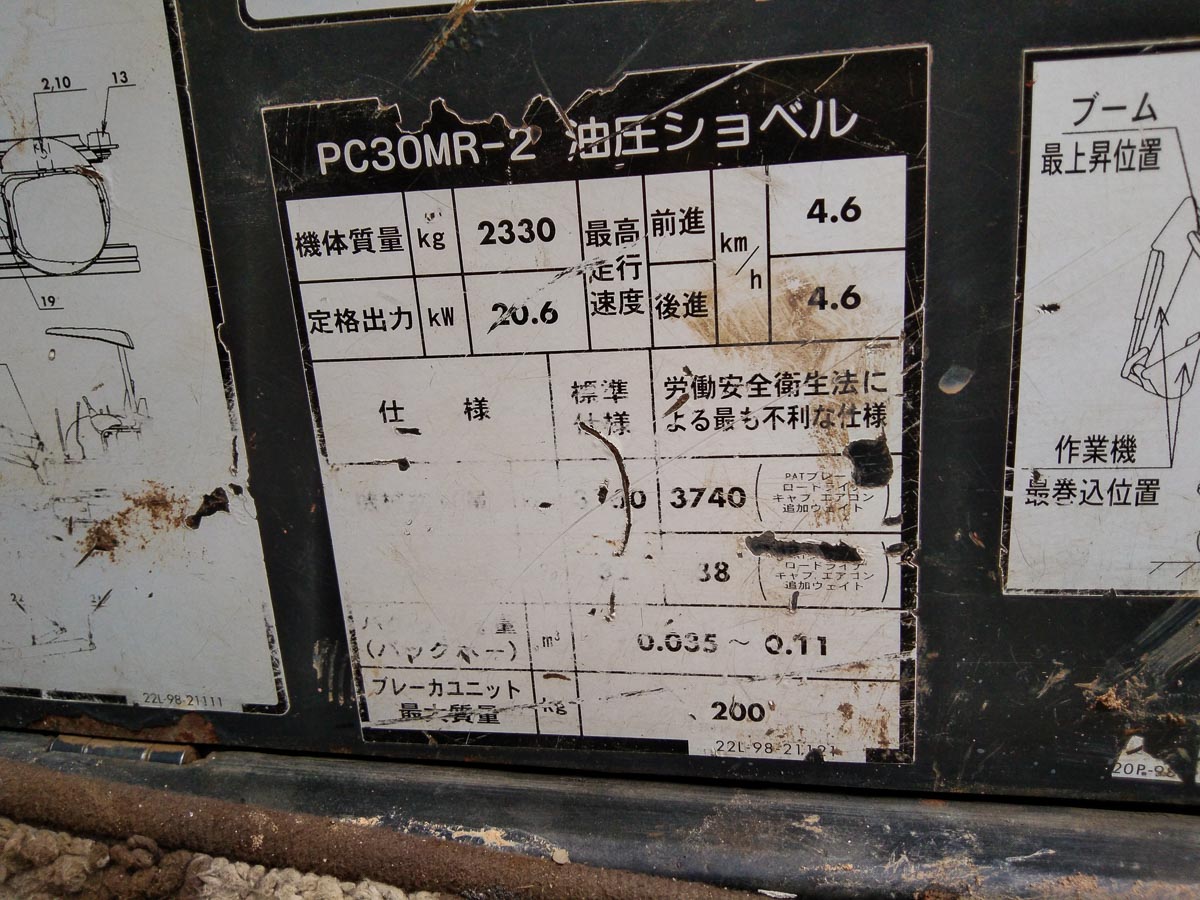 2,10
13
19
22L-98-21111
PC30MR-2 油圧ショベル
機体質量 kg 2330 最高走行速度 前進 km/h 4.6
定格出力 kW 20.6 後進 4.6
仕様 標準仕様 労働安全衛生法に
よる最も不利な仕様
3740
ロードライナ
キャブ、エアコン
追加ウェイト
ロードライナ
キャブ、エアコン
追加ウェイト
量
(バックホー) m³ 0.035 ～ 0.11
ブレーカユニット
最大質量 kg 200
ブーム
最上昇位置
作業機
最巻込位置